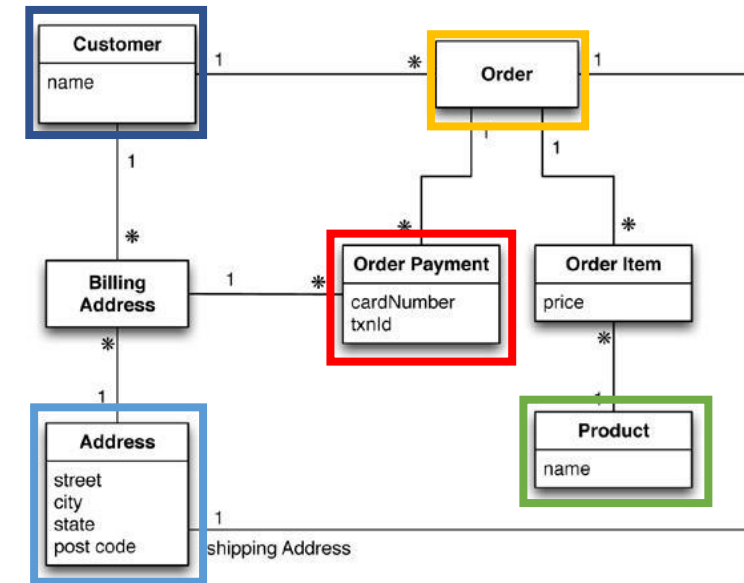 Customer
name
1
*
Order
1
1
*
1
1
*
*
Billing
Address
1
*
Order Payment
cardNumber
txnId
Order Item
price
*
1
*
1
Product
name
Address
street
city
state
post code
1
shipping Address